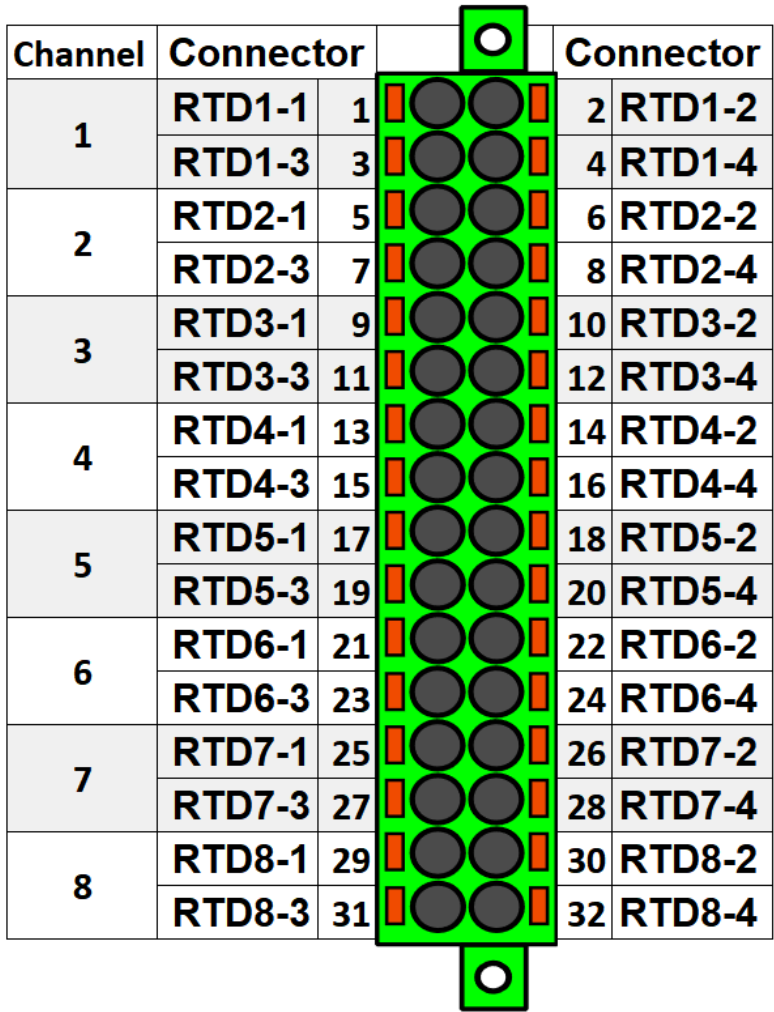 Channel Connector Connector
1 RTD1-1 1 2 RTD1-2
RTD1-3 3 4 RTD1-4
2 RTD2-1 5 6 RTD2-2
RTD2-3 7 8 RTD2-4
3 RTD3-1 9 10 RTD3-2
RTD3-3 11 12 RTD3-4
4 RTD4-1 13 14 RTD4-2
RTD4-3 15 16 RTD4-4
5 RTD5-1 17 18 RTD5-2
RTD5-3 19 20 RTD5-4
6 RTD6-1 21 22 RTD6-2
RTD6-3 23 24 RTD6-4
7 RTD7-1 25 26 RTD7-2
RTD7-3 27 28 RTD7-4
8 RTD8-1 29 30 RTD8-2
RTD8-3 31 32 RTD8-4